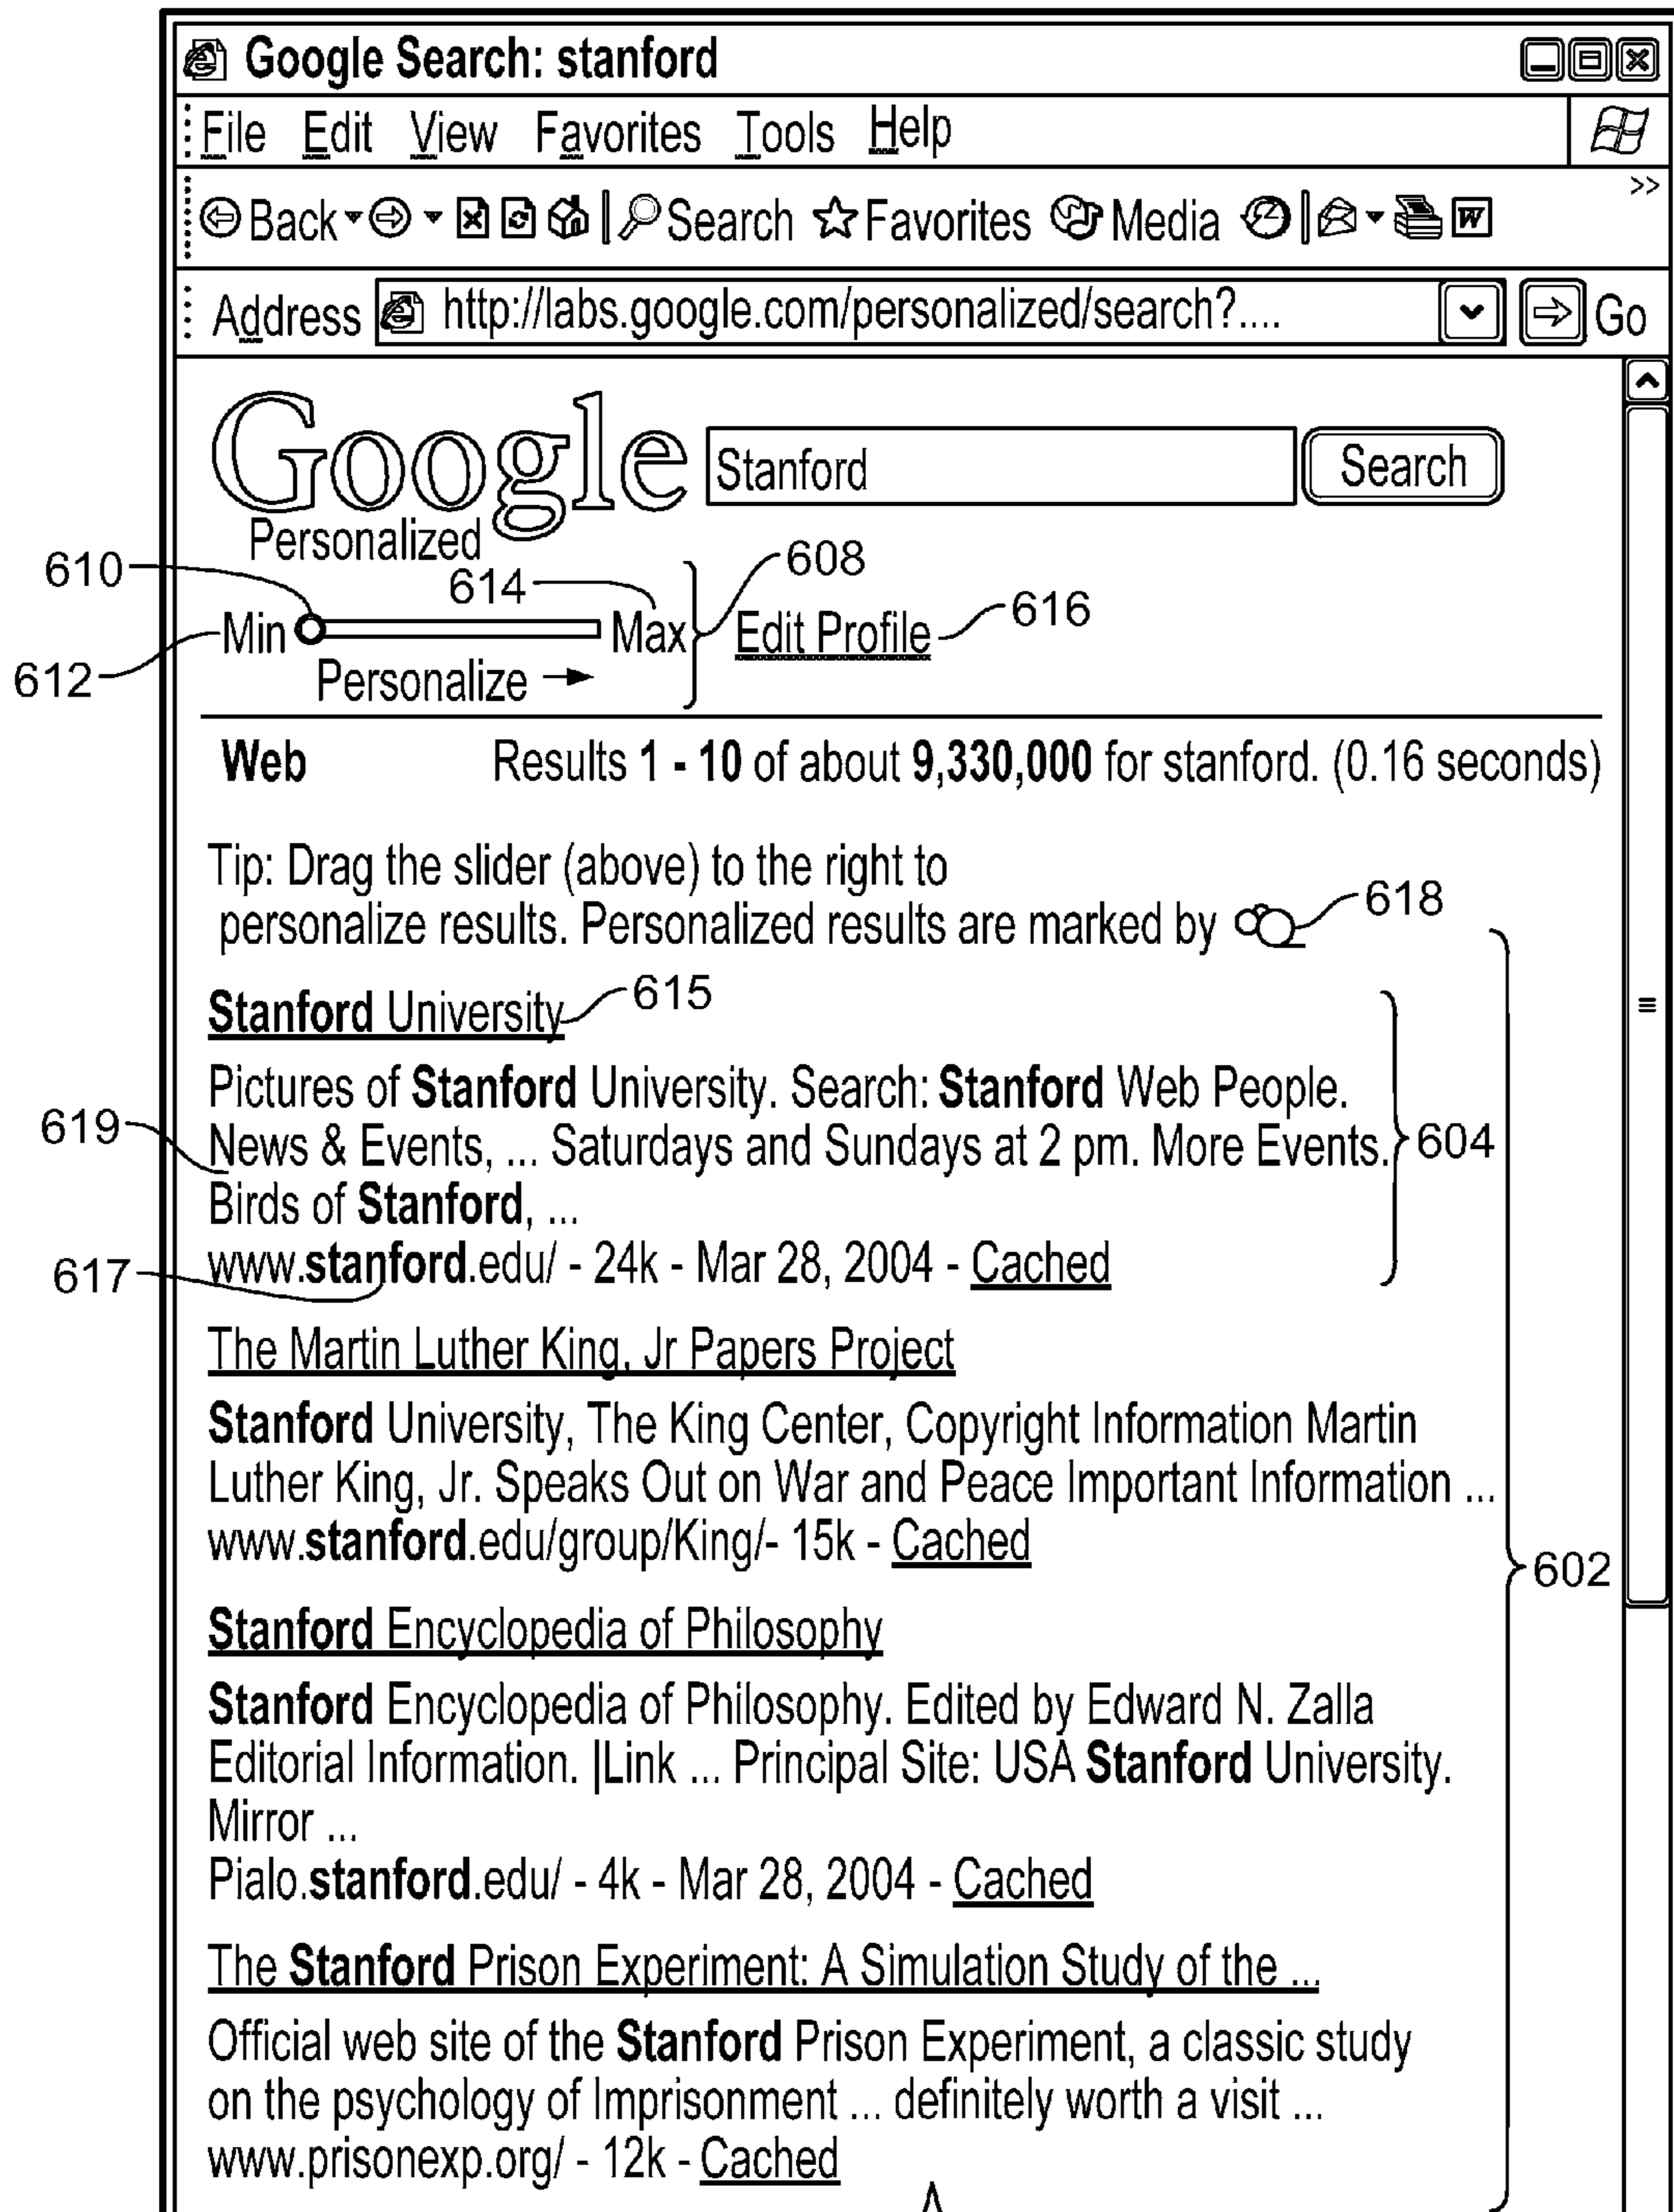 Google Search: stanford
File Edit View Favorites Tools Help
Back Search Favorites Media W >>
Address http://labs.google.com/personalized/search?.... Go
Google Stanford Search
Personalized
610 614 608
Min Max Edit Profile 616
612 Personalize
Web Results 1 - 10 of about 9,330,000 for stanford. (0.16 seconds)
Tip: Drag the slider (above) to the right to
personalize results. Personalized results are marked by 618
Stanford University 615
Pictures of Stanford University. Search: Stanford Web People.
619 News & Events, ... Saturdays and Sundays at 2 pm. More Events. 604
Birds of Stanford, ...
617 www.stanford.edu/ - 24k - Mar 28, 2004 - Cached
The Martin Luther King, Jr Papers Project
Stanford University, The King Center, Copyright Information Martin
Luther King, Jr. Speaks Out on War and Peace Important Information ...
www.stanford.edu/group/King/- 15k - Cached
602
Stanford Encyclopedia of Philosophy
Stanford Encyclopedia of Philosophy. Edited by Edward N. Zalla
Editorial Information. |Link ... Principal Site: USA Stanford University.
Mirror ...
Pialo.stanford.edu/ - 4k - Mar 28, 2004 - Cached
The Stanford Prison Experiment: A Simulation Study of the ...
Official web site of the Stanford Prison Experiment, a classic study
on the psychology of Imprisonment ... definitely worth a visit ...
www.prisonexp.org/ - 12k - Cached